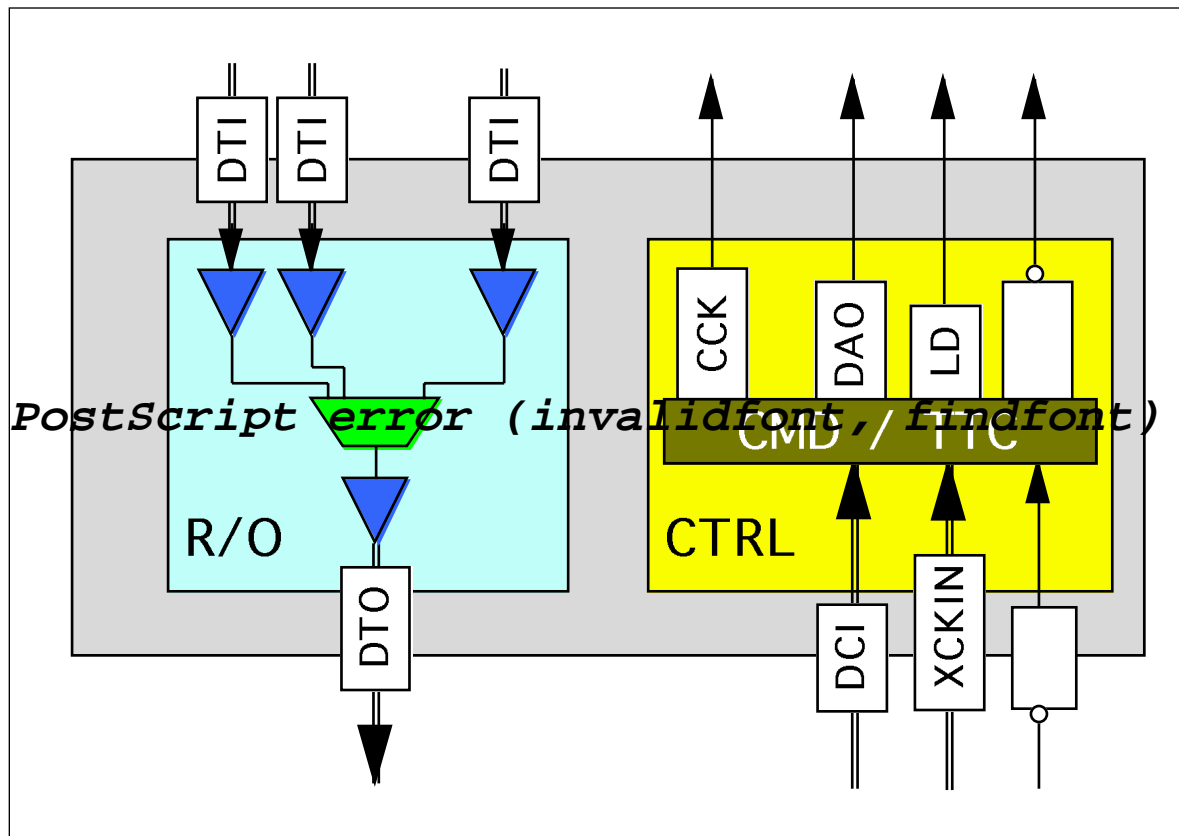 DTI
DTI
DTI
CCK
DAO
LD
PostScript error (invalidfont, findfont)
CMD / TTC
R/O
CTRL
DTO
DCI
XCKIN